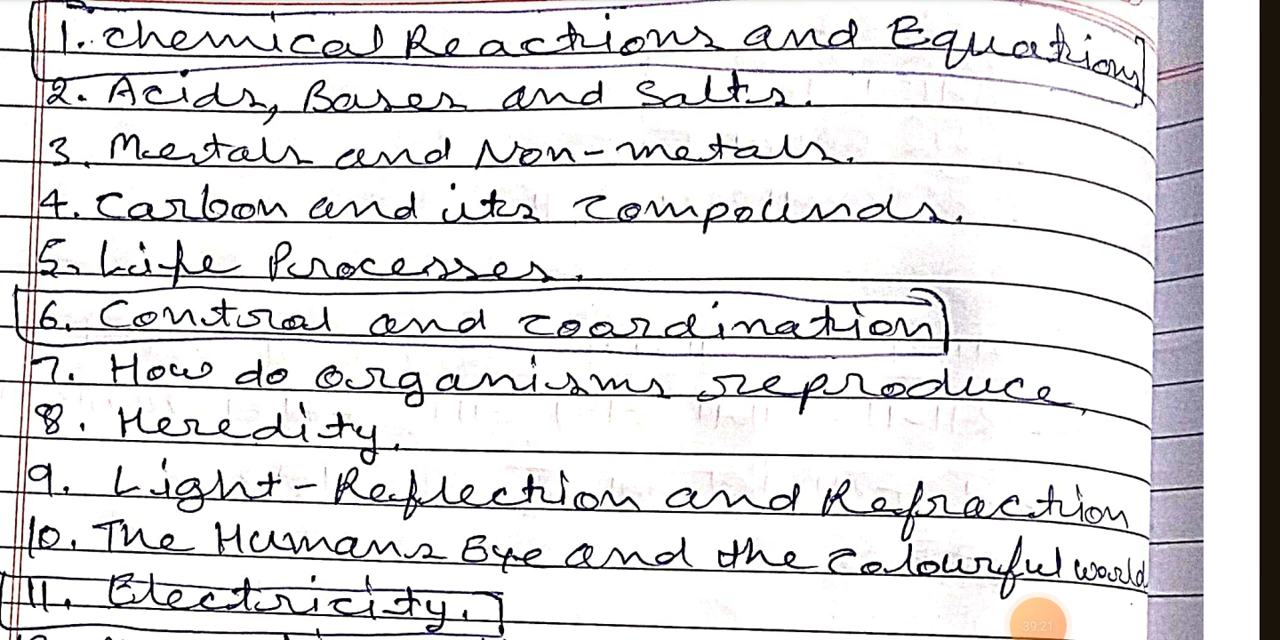 1. Chemical Reactions and Equations
2. Acids, Bases and Salts.
3. Metals and Non-metals.
4. Carbon and its compounds.
5. Life Processes.
6. Control and coordination
7. How do organisms reproduce
8. Heredity.
9. Light-Reflection and Refraction
10. The Humans Eye and the Colourful world
11. Electricity.
39:21